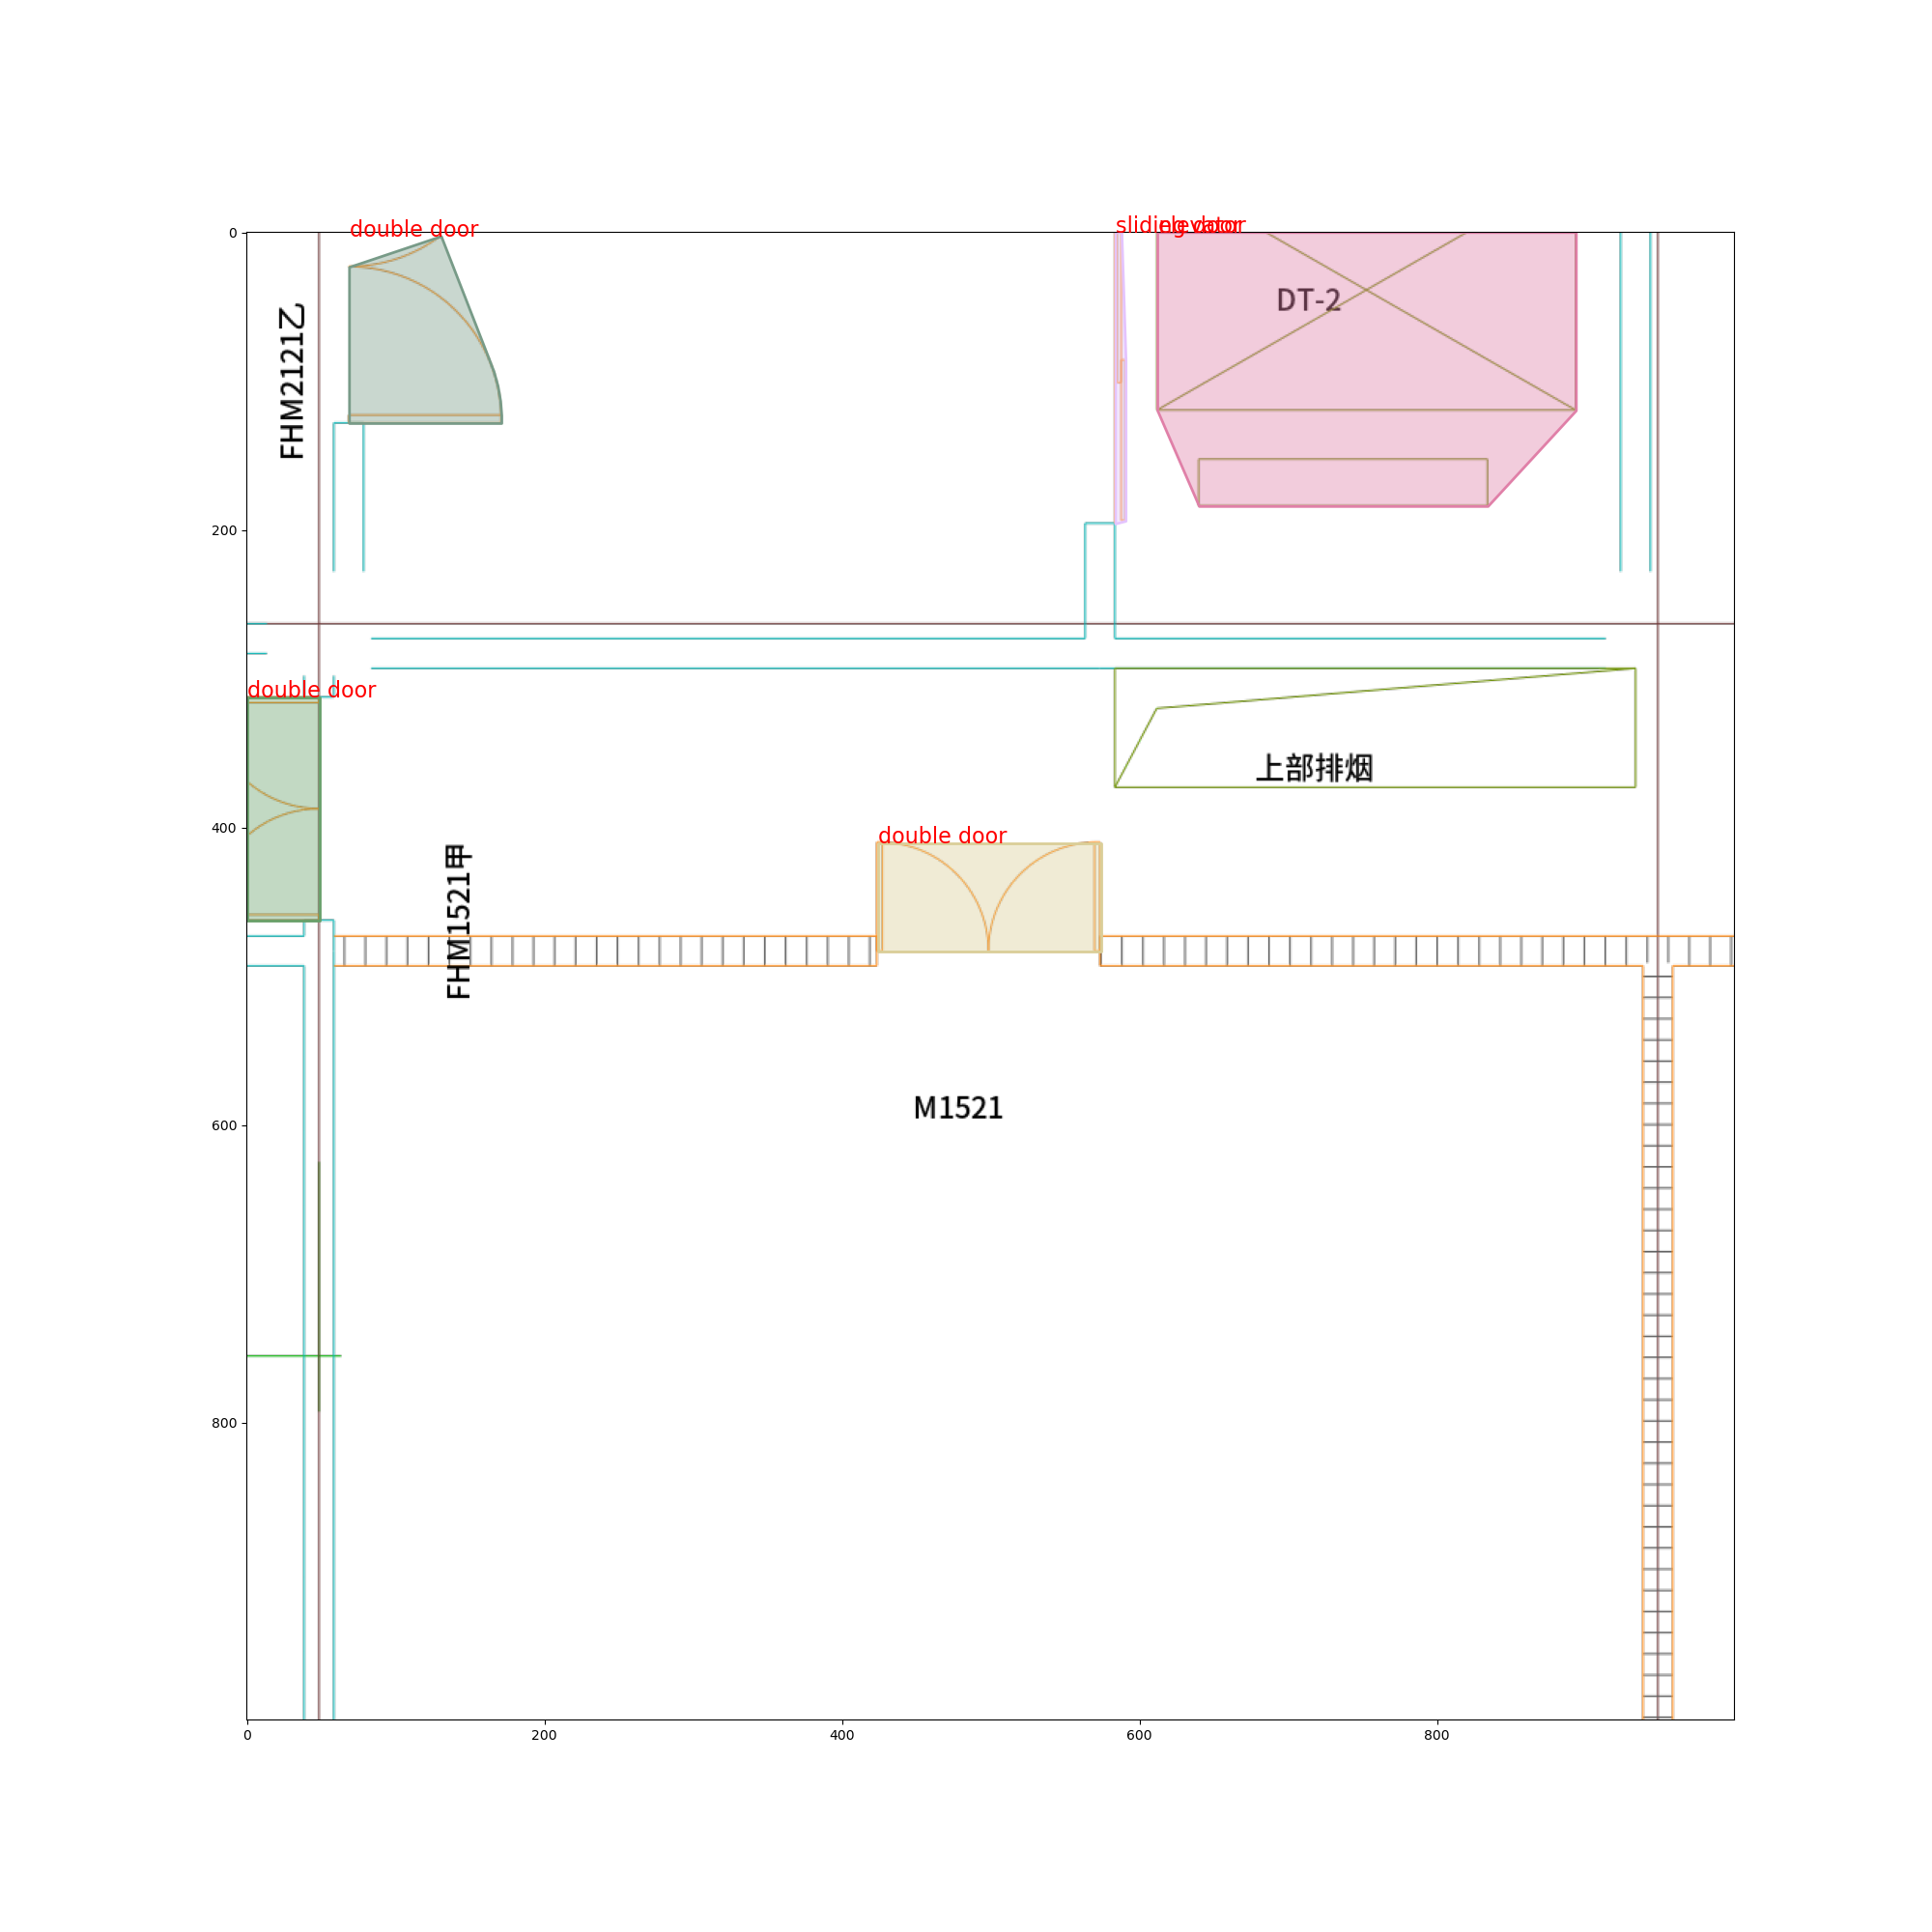 double door
sliding door
elevator
0
DT-2
FHM2121乙
200
double door
上部排烟
400
double door
FHM1521甲
M1521
600
800
0
200
400
600
800